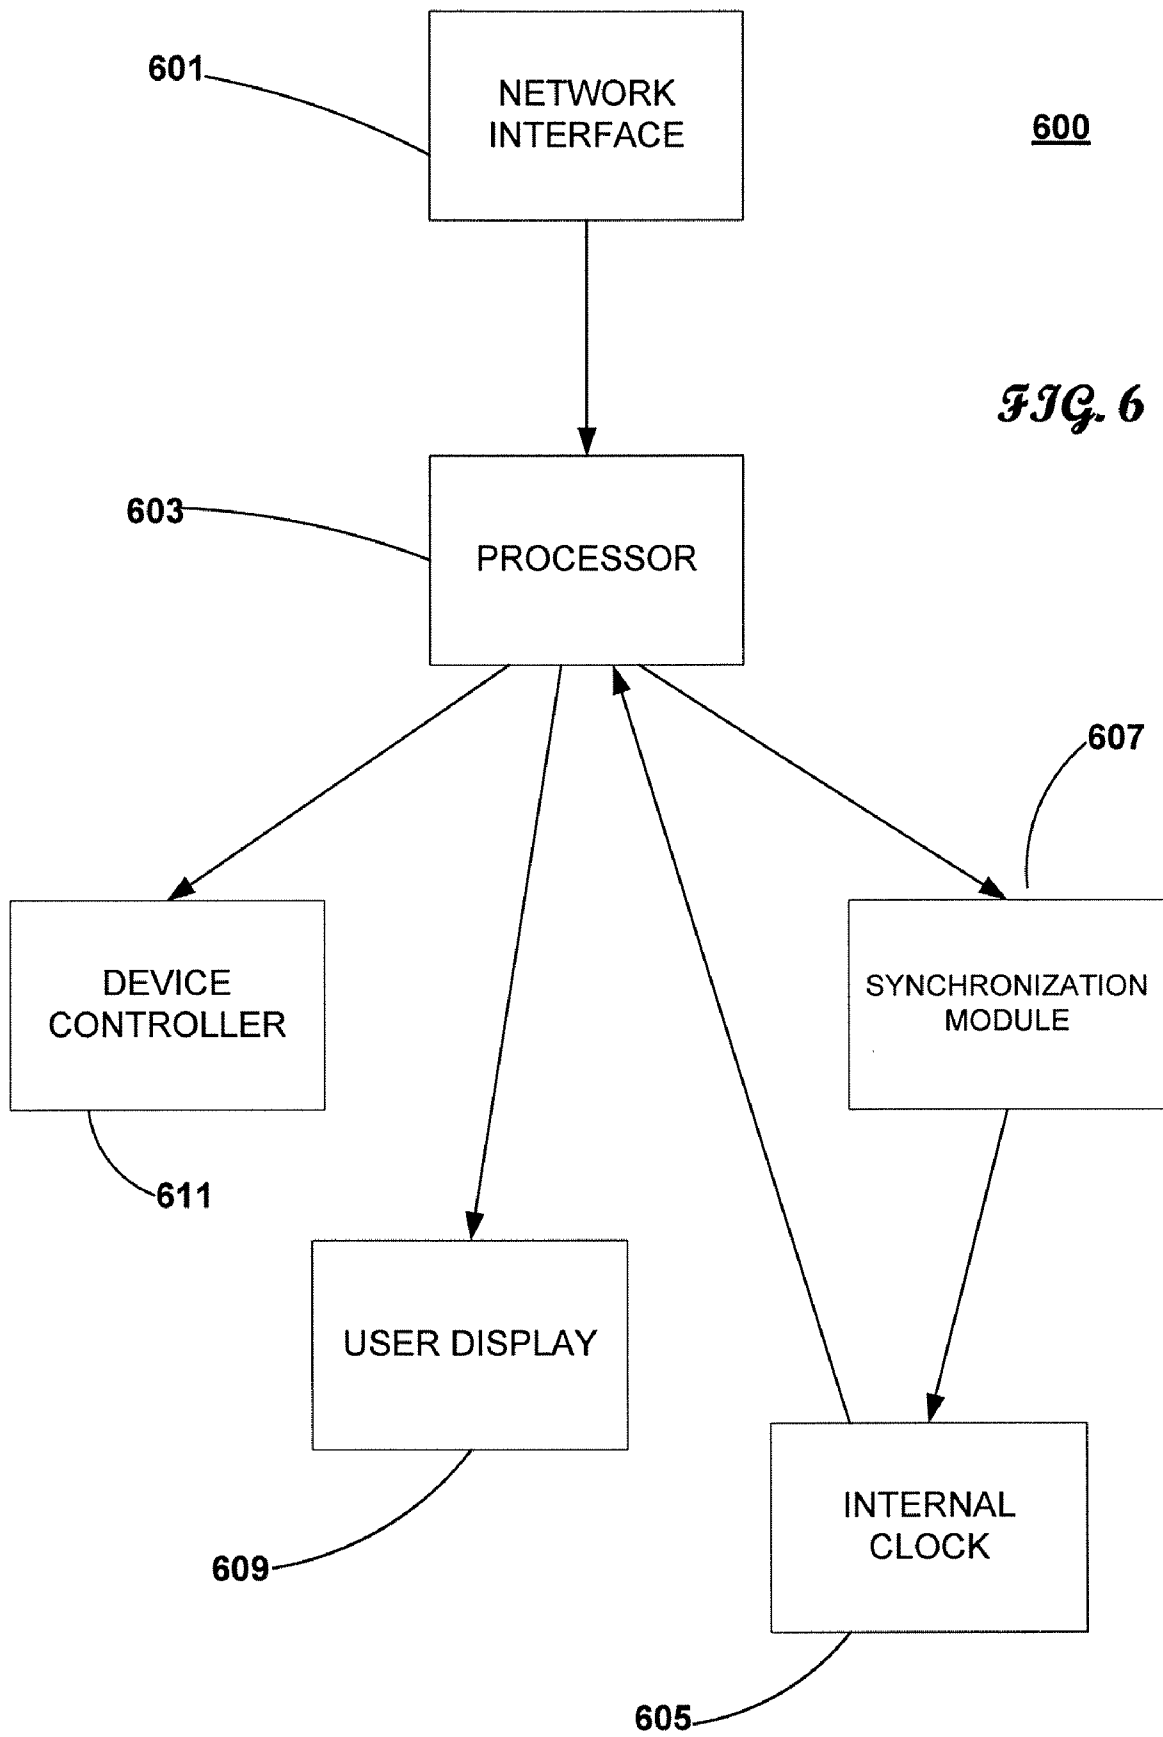 601
NETWORK
INTERFACE
600
FIG. 6
603
PROCESSOR
607
DEVICE
CONTROLLER
SYNCHRONIZATION
MODULE
611
USER DISPLAY
609
INTERNAL
CLOCK
605